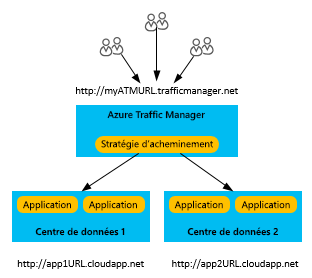 http://myATMURL.trafficmanager.net
Azure Traffic Manager
Stratégie d'acheminement
Application Application Application Application
Centre de données 1 Centre de données 2
http://app1URL.cloudapp.net http://app2URL.cloudapp.net